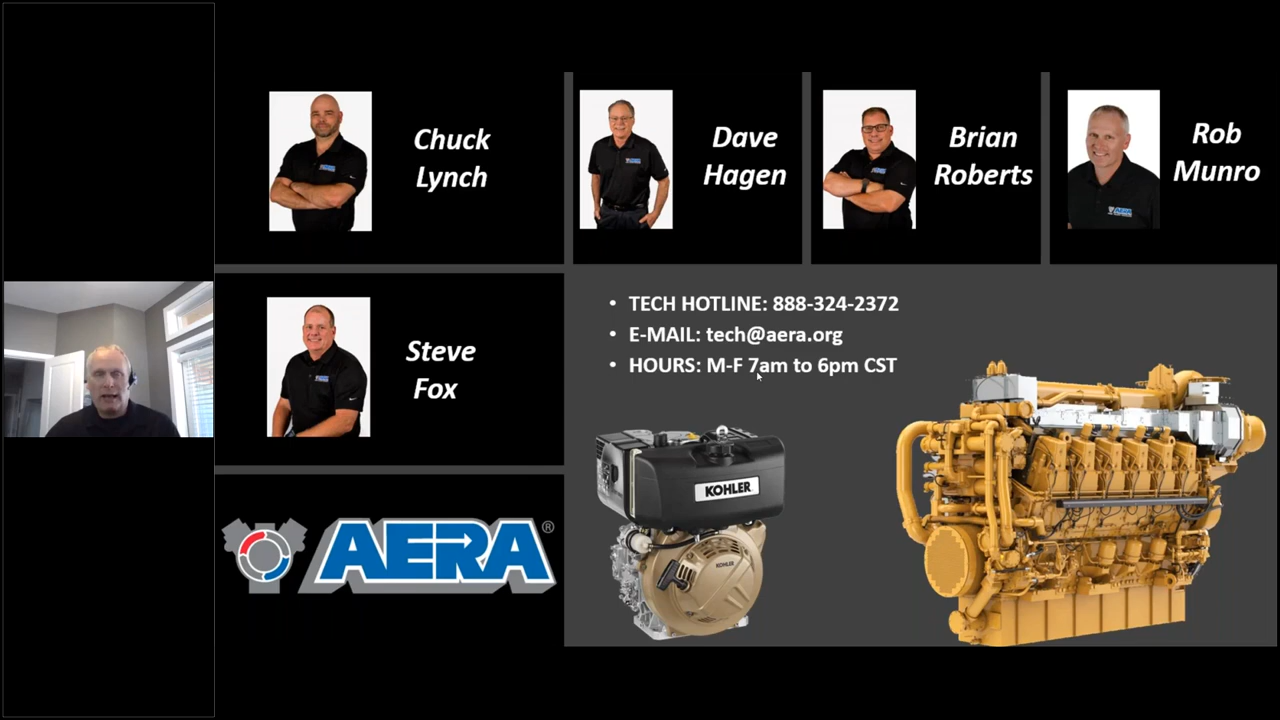 Chuck
Lynch
Dave
Hagen
Brian
Roberts
Rob
Munro
Steve
Fox
• TECH HOTLINE: 888-324-2372
• E-MAIL: tech@aera.org
• HOURS: M-F 7am to 6pm CST
KOHLER
KOHLER
AERA®